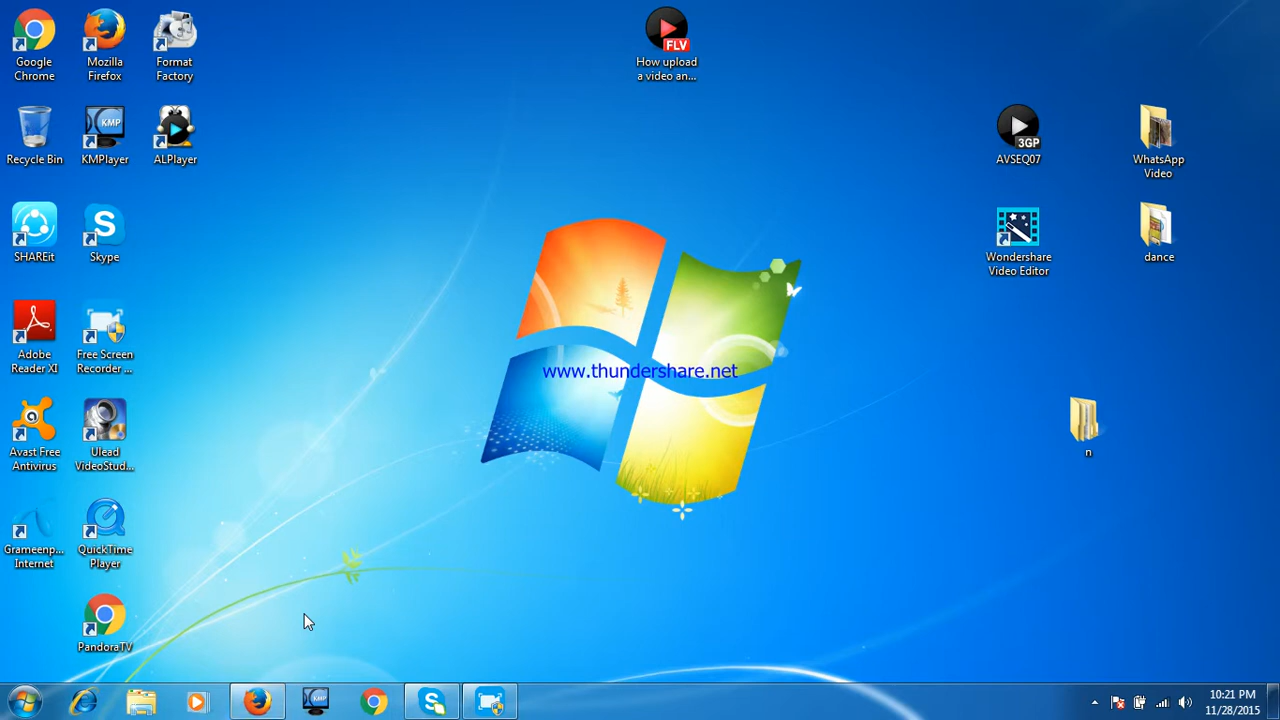 Google
Chrome
Mozilla
Firefox
Format
Factory
FLV
How upload
a video an...
Recycle Bin
KMP
KMPlayer
ALPlayer
3GP
AVSEQ07
WhatsApp
Video
SHAREit
Skype
Wondershare
Video Editor
dance
Adobe
Reader XI
Free Screen
Recorder ...
www.thundershare.net
Avast Free
Antivirus
Ulead
VideoStud...
n
Grameenp...
Internet
QuickTime
Player
PandoraTV
KMP
10:21 PM
11/28/2015